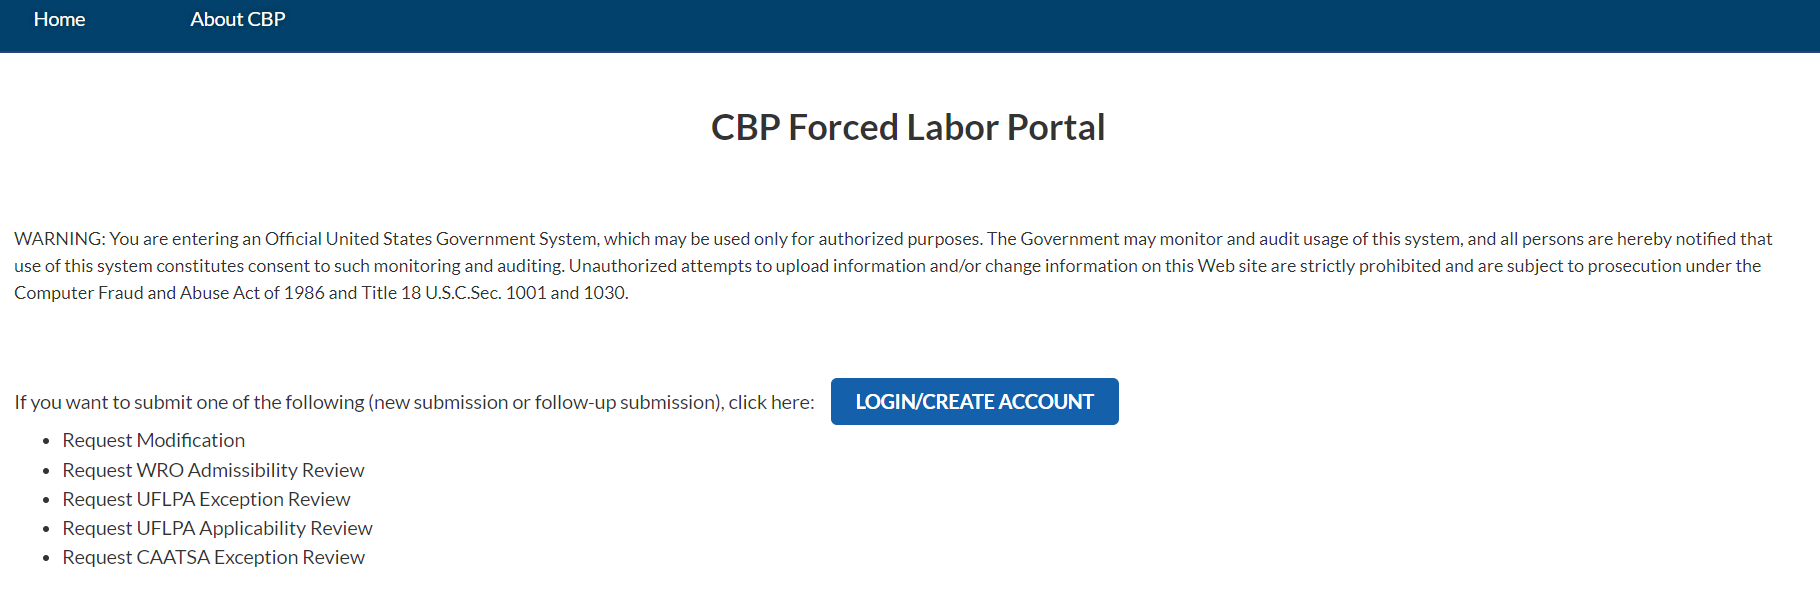 Home About CBP
CBP Forced Labor Portal
WARNING: You are entering an Official United States Government System, which may be used only for authorized purposes. The Government may monitor and audit usage of this system, and all persons are hereby notified that
use of this system constitutes consent to such monitoring and auditing. Unauthorized attempts to upload information and/or change information on this Web site are strictly prohibited and are subject to prosecution under the
Computer Fraud and Abuse Act of 1986 and Title 18 U.S.C.Sec. 1001 and 1030.
If you want to submit one of the following (new submission or follow-up submission), click here: LOGIN/CREATE ACCOUNT
• Request Modification
• Request WRO Admissibility Review
• Request UFLPA Exception Review
• Request UFLPA Applicability Review
• Request CAATSA Exception Review